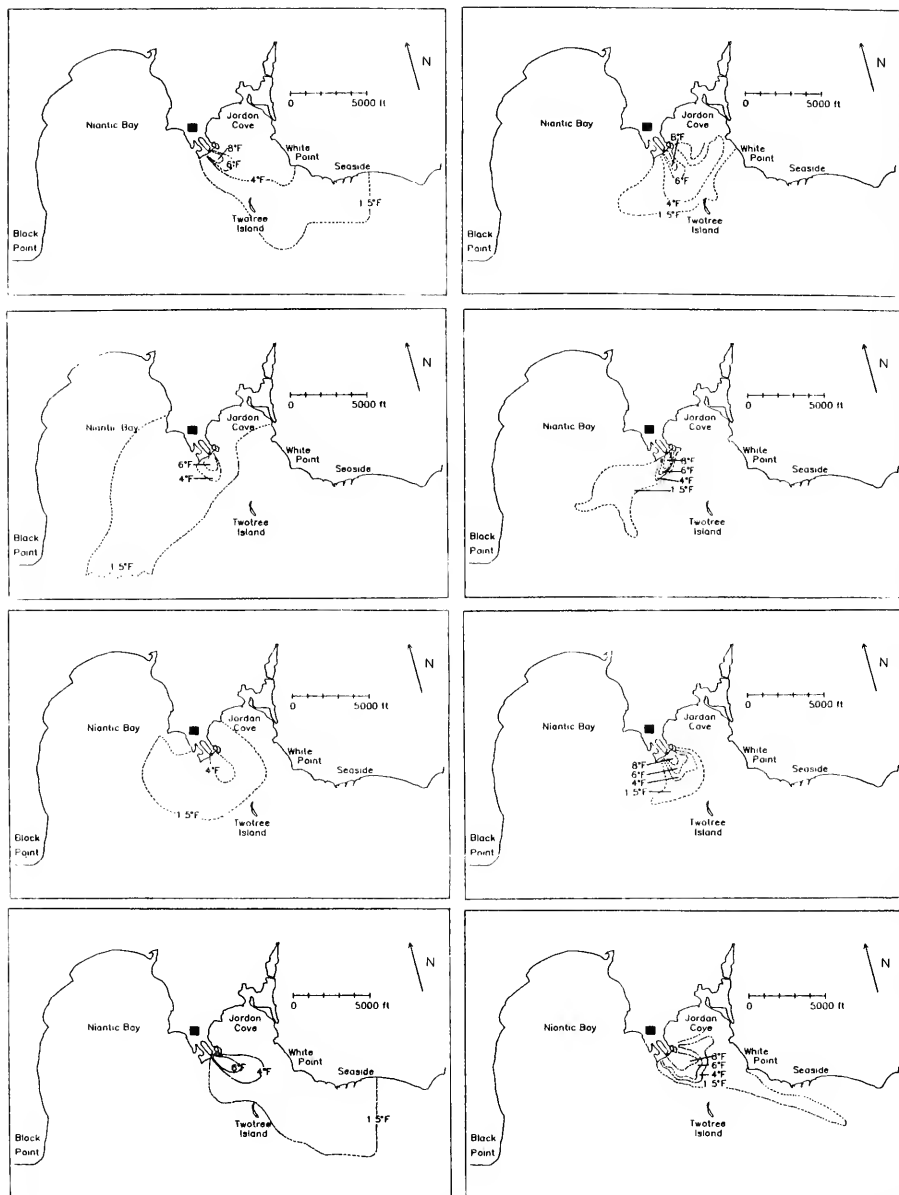 N
0 5000 ft
Niantic Bay
Jordon
Cove
8°F
6°F
4°F
White
Point
Seaside
1 5°F
Twotree
Island
Black
Point
N
0 5000 ft
Niantic Bay
Jordon
Cove
8°F
6°F
White
Point
Seaside
4°F
1 5°F
Twotree
Island
Black
Point
N
0 5000 ft
Niantic Bay
Jordon
Cove
White
Point
Seaside
6°F
4°F
Twotree
Island
Black
Point
1 5°F
N
0 5000 ft
Niantic Bay
Jordon
Cove
White
Point
Seaside
8°F
6°F
4°F
1 5°F
Twotree
Island
Black
Point
N
0 5000 ft
Niantic Bay
Jordon
Cove
White
Point
Seaside
4°F
1 5°F
Twotree
Island
Black
Point
N
0 5000 ft
Niantic Bay
Jordon
Cove
White
Point
Seaside
8°F
6°F
4°F
1 5°F
Twotree
Island
Black
Point
N
0 5000 ft
Niantic Bay
Jordon
Cove
White
Point
Seaside
6°F
4°F
1 5°F
Twotree
Island
Black
Point
N
0 5000 ft
Niantic Bay
Jordon
Cove
White
Point
Seaside
8°F
6°F
4°F
1 5°F
Twotree
Island
Black
Point